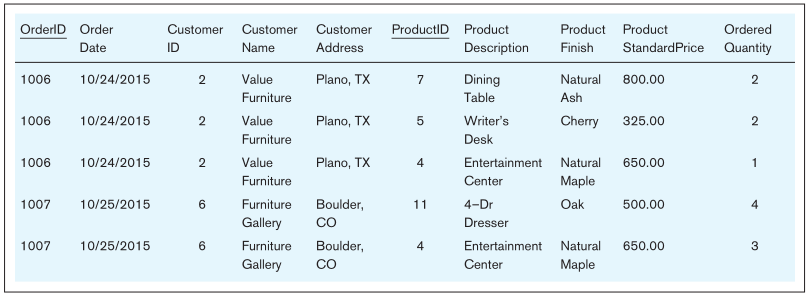 OrderID Order Customer Customer Customer ProductID Product Product Product Ordered
Date ID Name Address Description Finish StandardPrice Quantity
1006 10/24/2015 2 Value Plano, TX 7 Dining Natural 800.00 2
Furniture Table Ash
1006 10/24/2015 2 Value Plano, TX 5 Writer's Cherry 325.00 2
Furniture Desk
1006 10/24/2015 2 Value Plano, TX 4 Entertainment Natural 650.00 1
Furniture Center Maple
1007 10/25/2015 6 Furniture Boulder, 11 4–Dr Oak 500.00 4
Gallery CO Dresser
1007 10/25/2015 6 Furniture Boulder, 4 Entertainment Natural 650.00 3
Gallery CO Center Maple